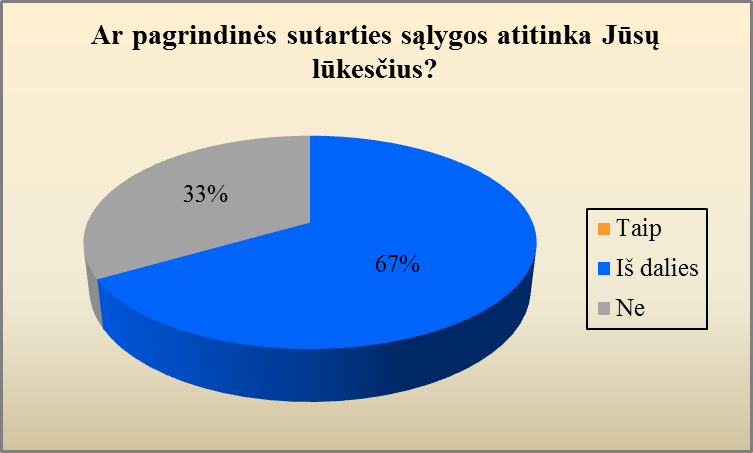 Ar pagrindinės sutarties sąlygos atitinka Jūsų
lūkesčius?
33%
67%
Taip
Iš dalies
Ne